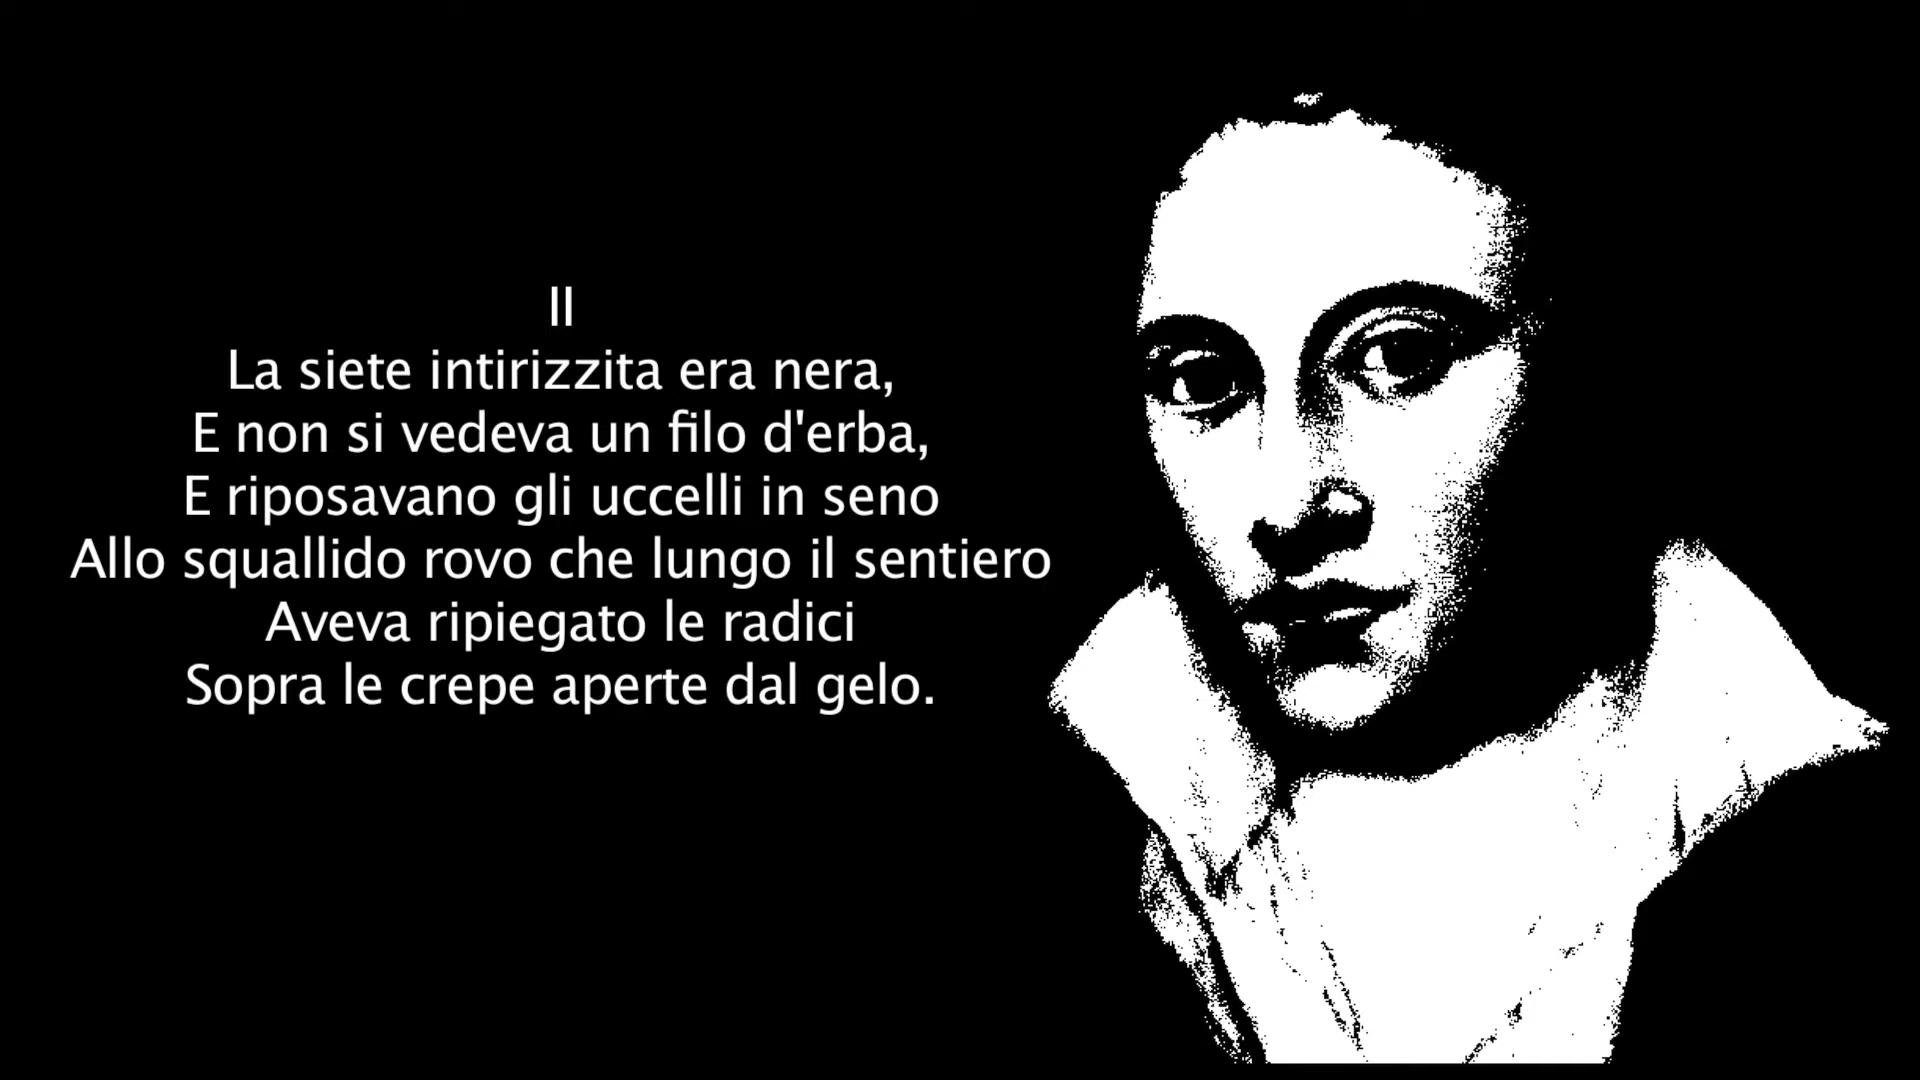 II
La siete intirizzita era nera,
E non si vedeva un filo d'erba,
E riposavano gli uccelli in seno
Allo squallido rovo che lungo il sentiero
Aveva ripiegato le radici
Sopra le crepe aperte dal gelo.